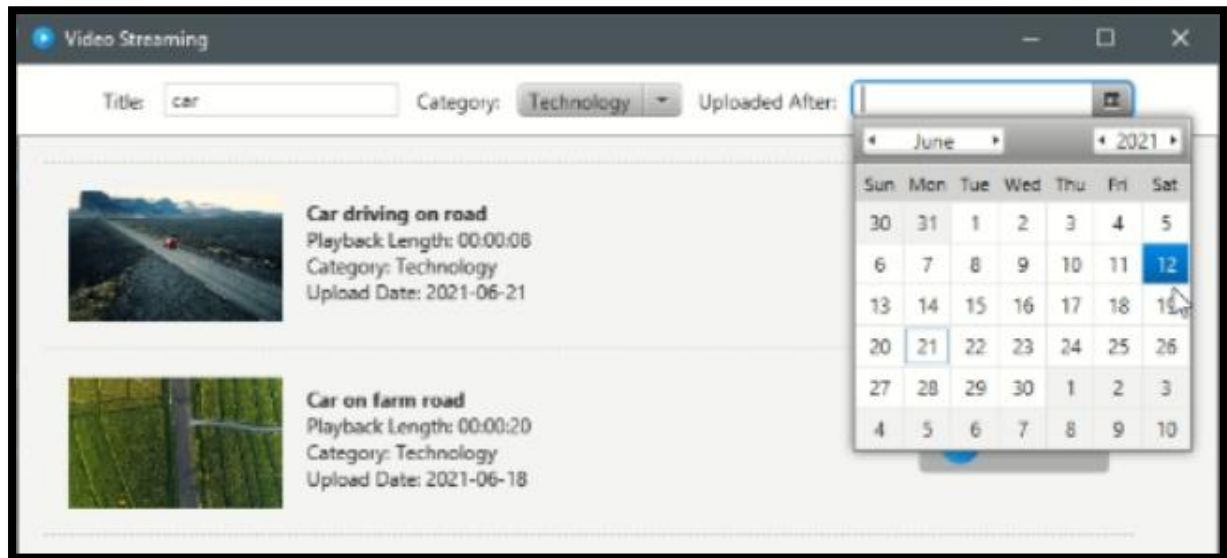 Video Streaming
Title: car Category: Technology Uploaded After:
June 2021
Sun Mon Tue Wed Thu Fri Sat
30 31 1 2 3 4 5
6 7 8 9 10 11 12
13 14 15 16 17 18 19
20 21 22 23 24 25 26
27 28 29 30 1 2 3
4 5 6 7 8 9 10
Car driving on road
Playback Length: 00:00:08
Category: Technology
Upload Date: 2021-06-21
Car on farm road
Playback Length: 00:00:20
Category: Technology
Upload Date: 2021-06-18